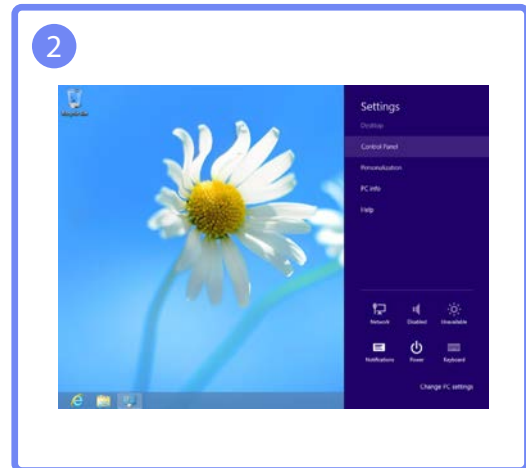 2
Settings
Desktop
Control Panel
Personalization
PC info
Help
Network
Disabled
Unavailable
Notifications
Power
Keyboard
Change PC settings